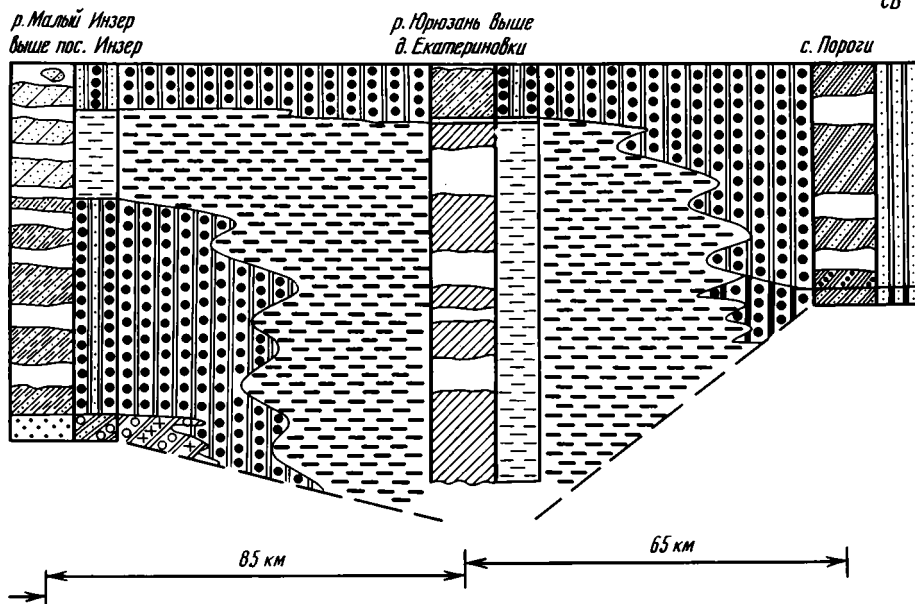 СВ
р. Малый Инзер
выше пос. Инзер
р. Юрюзань выше
д. Екатериновки
с. Пороги
85 км
65 км